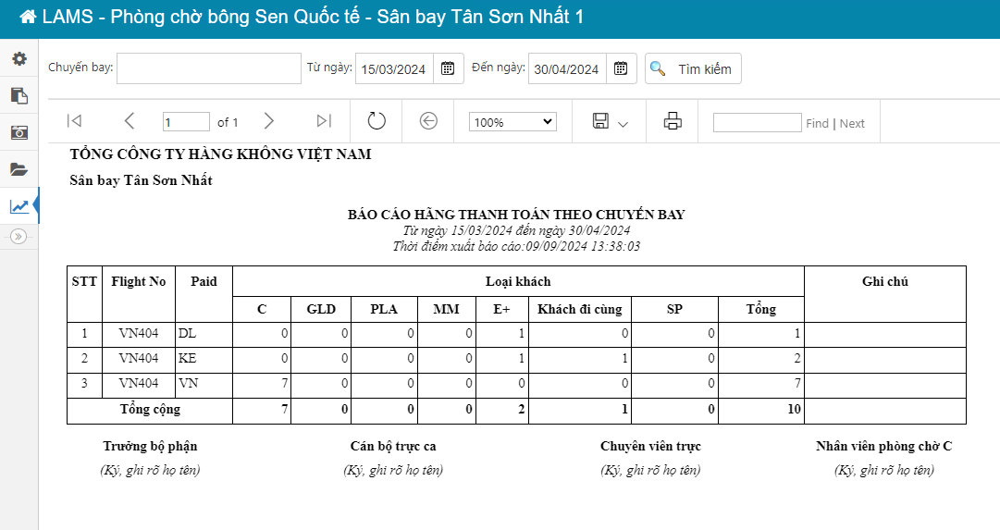 LAMS - Phòng chờ bông Sen Quốc tế - Sân bay Tân Sơn Nhất 1
Chuyến bay: Từ ngày: 15/03/2024 Đến ngày: 30/04/2024 Tìm kiếm
1 of 1 100% Find | Next
TỔNG CÔNG TY HÀNG KHÔNG VIỆT NAM
Sân bay Tân Sơn Nhất
BÁO CÁO HÃNG THANH TOÁN THEO CHUYẾN BAY
Từ ngày 15/03/2024 đến ngày 30/04/2024
Thời điểm xuất báo cáo:09/09/2024 13:38:03
STT Flight No Paid Loại khách Ghi chú
C GLD PLA MM E+ Khách đi cùng SP Tổng
1 VN404 DL 0 0 0 0 1 0 0 1
2 VN404 KE 0 0 0 0 1 1 0 2
3 VN404 VN 7 0 0 0 0 0 0 7
Tổng cộng 7 0 0 0 2 1 0 10
Trưởng bộ phận Cán bộ trực ca Chuyên viên trực Nhân viên phòng chờ C
(Ký, ghi rõ họ tên) (Ký, ghi rõ họ tên) (Ký, ghi rõ họ tên) (Ký, ghi rõ họ tên)